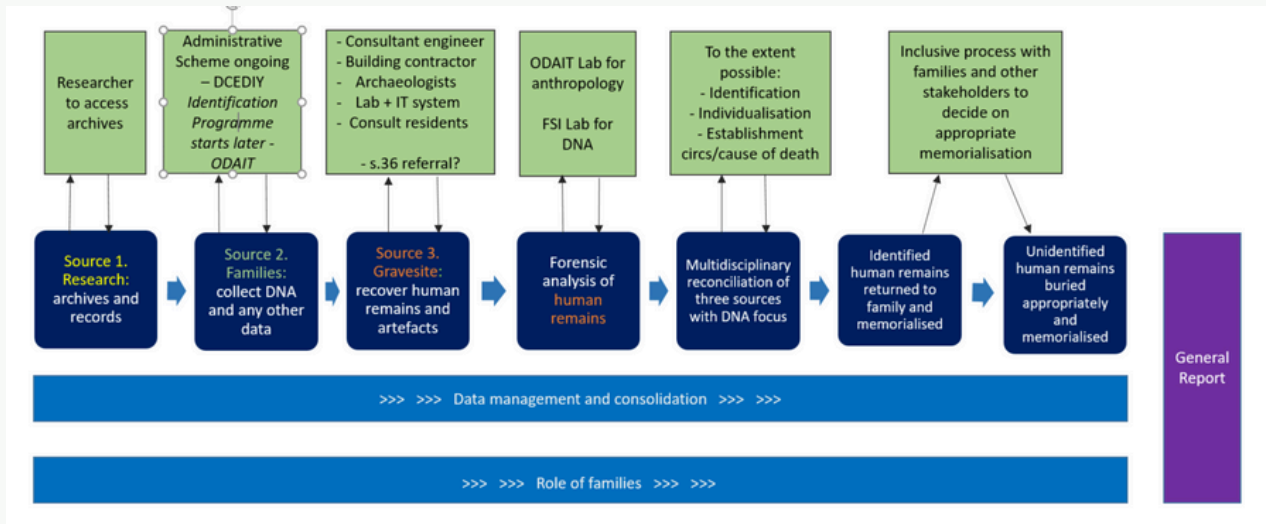 Researcher
to access
archives
Administrative
Scheme ongoing
– DCEDIY
Identification
Programme
starts later -
ODAIT
- Consultant engineer
- Building contractor
- Archaeologists
- Lab + IT system
- Consult residents
- s.36 referral?
ODAIT Lab for
anthropology
FSI Lab for
DNA
To the extent
possible:
- Identification
- Individualisation
- Establishment
circs/cause of death
Inclusive process with
families and other
stakeholders to
decide on
appropriate
memorialisation
Source 1.
Research:
archives and
records
Source 2.
Families:
collect DNA
and any other
data
Source 3.
Gravesite:
recover human
remains and
artefacts
Forensic
analysis of
human
remains
Multidisciplinary
reconciliation of
three sources
with DNA focus
Identified
human remains
returned to
family and
memorialised
Unidentified
human remains
buried
appropriately
and
memorialised
General
Report
>>> >>> Data management and consolidation >>> >>>
>>> >>> Role of families >>> >>>